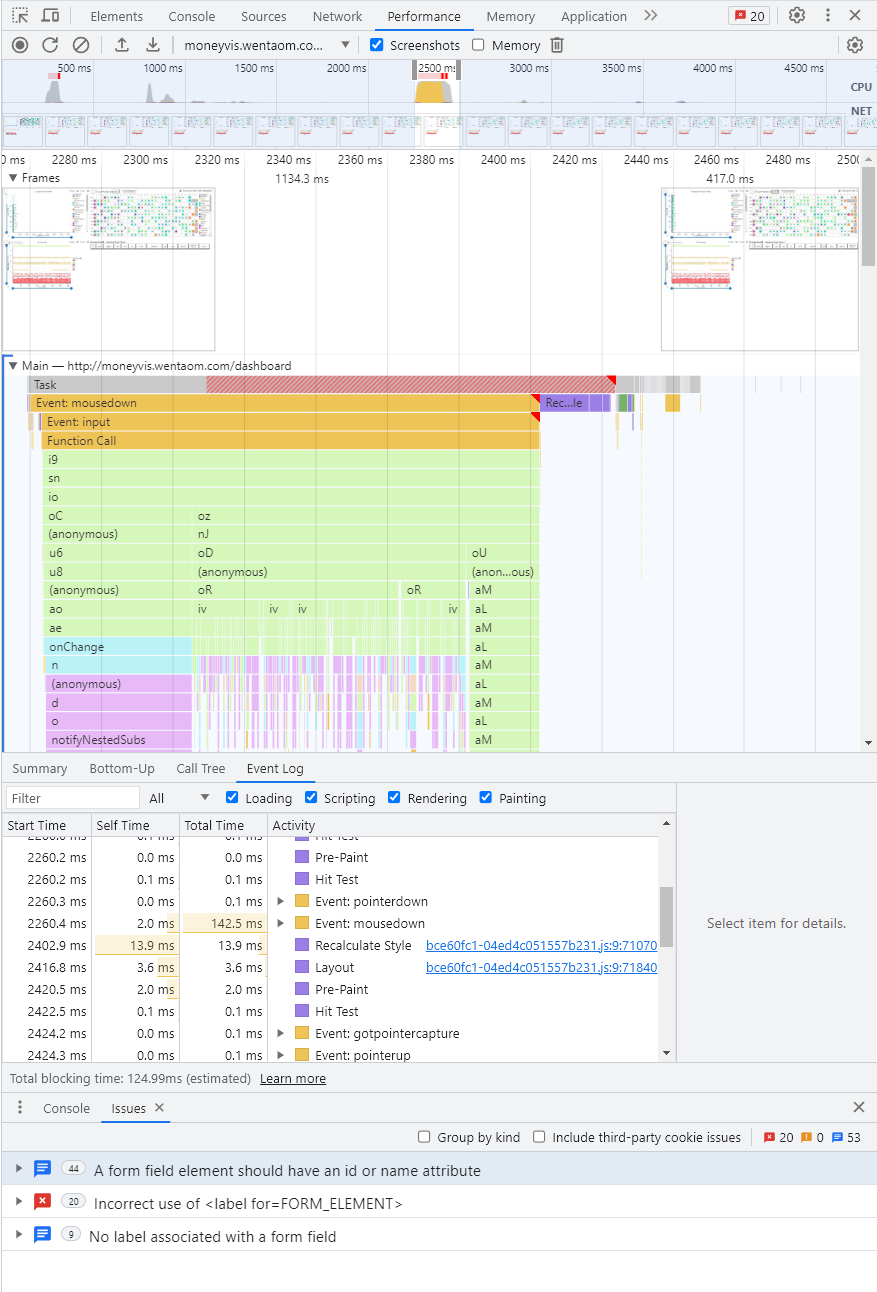 Elements Console Sources Network Performance Memory Application 20
moneyvis.wentaom.co... Screenshots Memory
500 ms 1000 ms 1500 ms 2000 ms 2500 ms 3000 ms 3500 ms 4000 ms 4500 ms
CPU
NET
0 ms 2280 ms 2300 ms 2320 ms 2340 ms 2360 ms 2380 ms 2400 ms 2420 ms 2440 ms 2460 ms 2480 ms 2500
Frames 1134.3 ms 417.0 ms
Main — http://moneyvis.wentaom.com/dashboard
Task
Event: mousedown Rec...le
Event: input
Function Call
i9
sn
io
oC oz
(anonymous) nJ
u6 oD oU
u8 (anonymous) (anon...ous)
(anonymous) oR oR aM
ao iv iv iv iv aL
ae aM
onChange aL
n aM
(anonymous) aL
d aM
o aL
notifyNestedSubs aM
Summary Bottom-Up Call Tree Event Log
Filter All Loading Scripting Rendering Painting
Start Time Self Time Total Time Activity
Hit Test
2260.2 ms 0.0 ms 0.0 ms Pre-Paint
2260.2 ms 0.1 ms 0.1 ms Hit Test
2260.3 ms 0.0 ms 0.1 ms Event: pointerdown
2260.4 ms 2.0 ms 142.5 ms Event: mousedown
2402.9 ms 13.9 ms 13.9 ms Recalculate Style bce60fc1-04ed4c051557b231.js:9:71070
2416.8 ms 3.6 ms 3.6 ms Layout bce60fc1-04ed4c051557b231.js:9:71840
2420.5 ms 2.0 ms 2.0 ms Pre-Paint
2422.5 ms 0.1 ms 0.1 ms Hit Test
2424.2 ms 0.0 ms 0.1 ms Event: gotpointercapture
2424.3 ms 0.0 ms 0.1 ms Event: pointerup
Select item for details.
Total blocking time: 124.99ms (estimated) Learn more
Console Issues
Group by kind Include third-party cookie issues 20 0 53
44 A form field element should have an id or name attribute
20 Incorrect use of <label for=FORM_ELEMENT>
9 No label associated with a form field